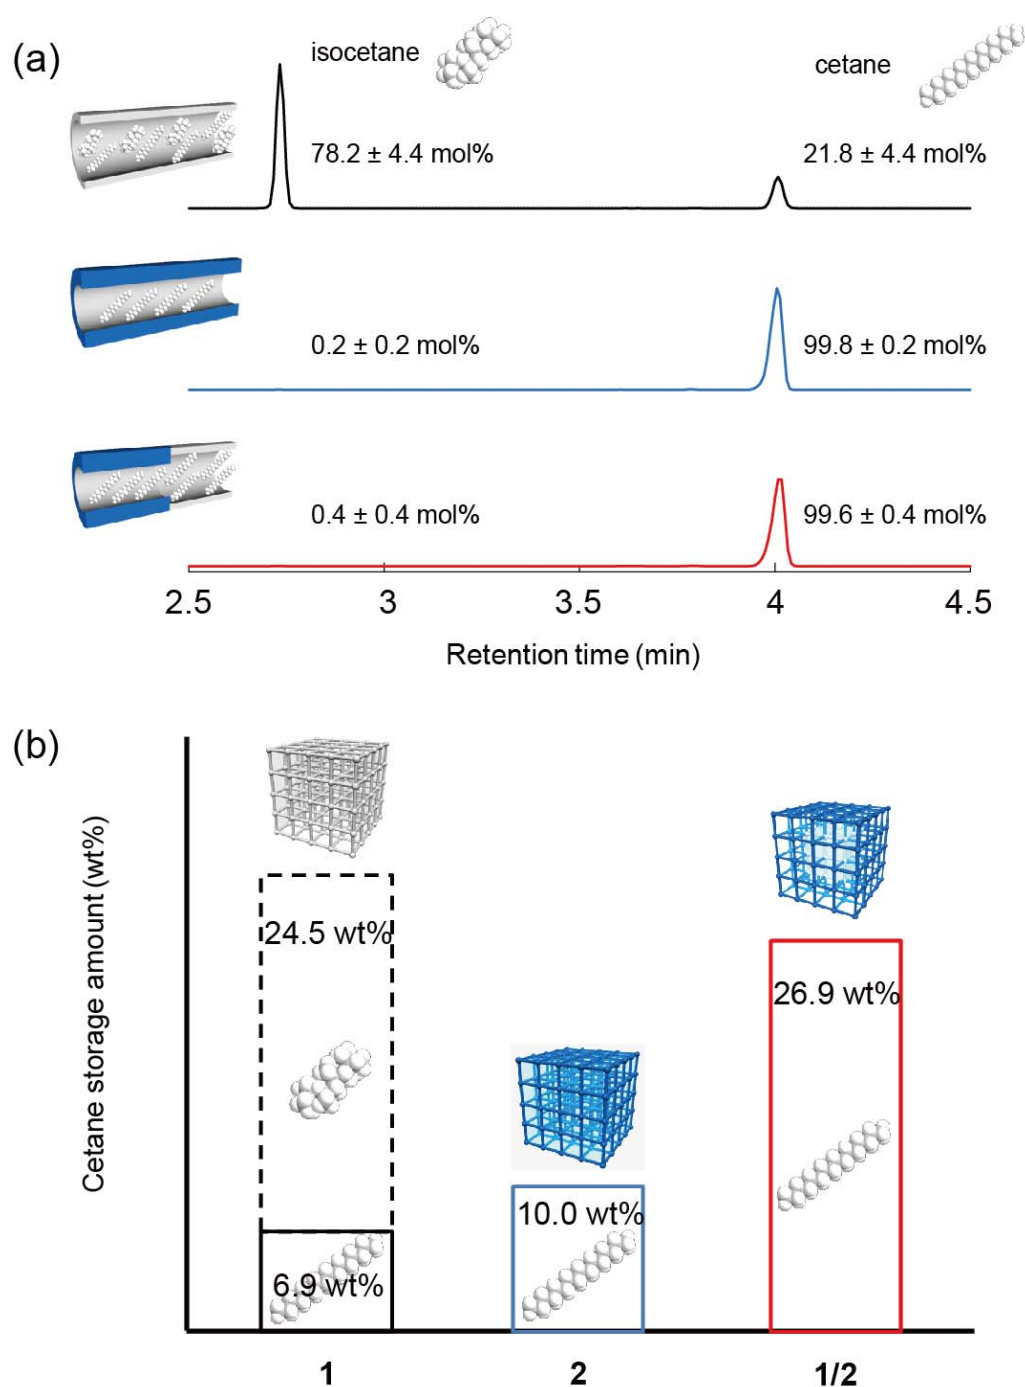 (a)
isocetane
cetane
78.2 ± 4.4 mol%
21.8 ± 4.4 mol%
0.2 ± 0.2 mol%
99.8 ± 0.2 mol%
0.4 ± 0.4 mol%
99.6 ± 0.4 mol%
2.5 3 3.5 4 4.5
Retention time (min)
(b)
Cetane storage amount (wt%)
24.5 wt%
26.9 wt%
10.0 wt%
6.9 wt%
1 2 1/2